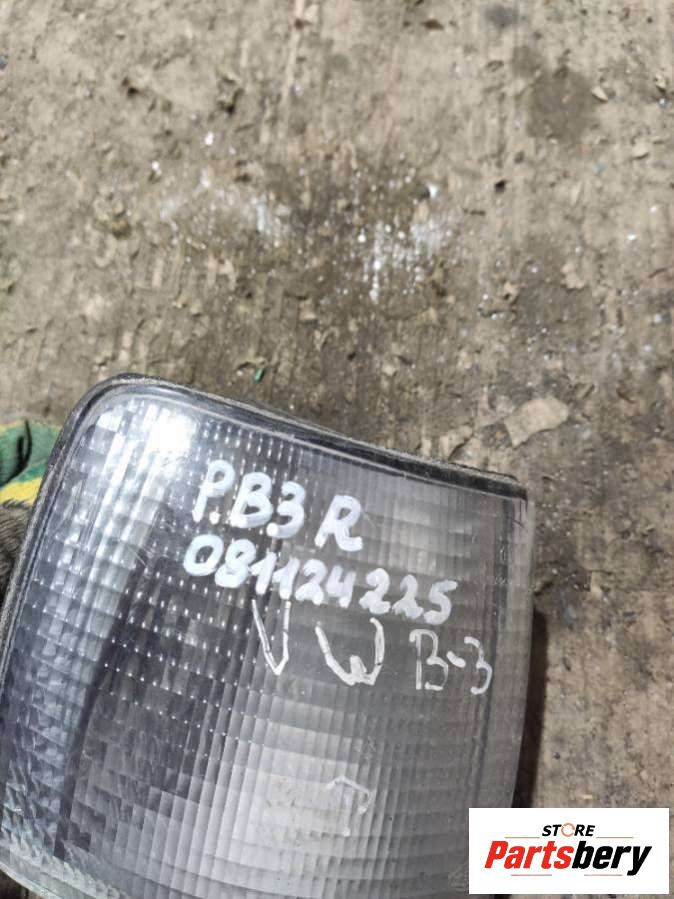 P.B3 R
081124225
VW B-3
STORE
Partsbery